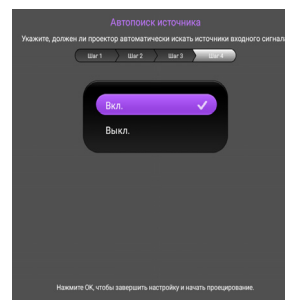 Автопоиск источника
Укажите, должен ли проектор автоматически искать источники входного сигнал
Шаг 1 Шаг 2 Шаг 3 Шаг 4
Вкл.
Выкл.
Нажмите OK, чтобы завершить настройку и начать проецирование.